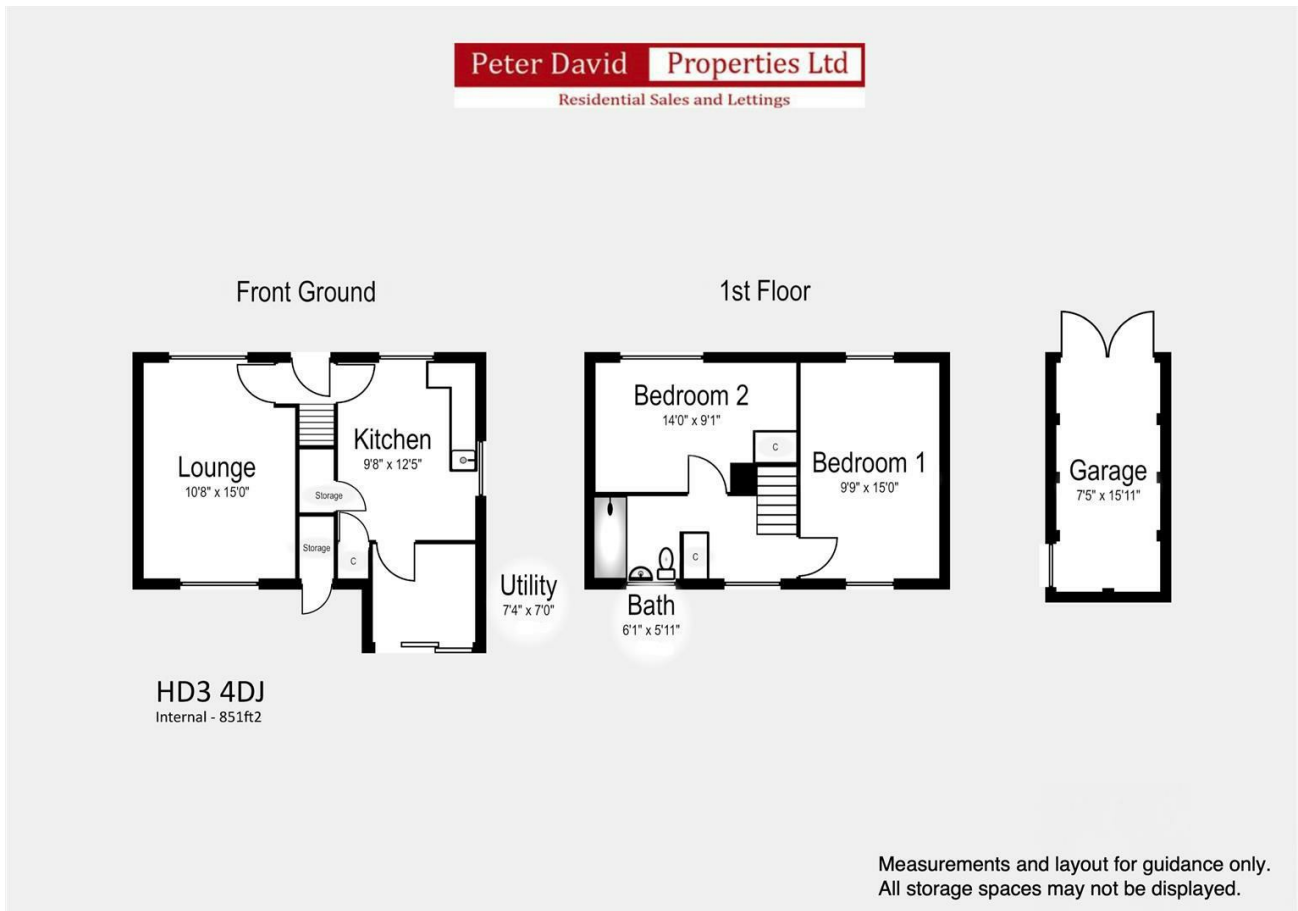 Peter David Properties Ltd
Residential Sales and Lettings
Front Ground
1st Floor
Lounge
10'8" x 15'0"
Kitchen
9'8" x 12'5"
Storage
Storage
C
Utility
7'4" x 7'0"
Bedroom 2
14'0" x 9'1"
C
Bedroom 1
9'9" x 15'0"
C
Bath
6'1" x 5'11"
Garage
7'5" x 15'11"
HD3 4DJ
Internal - 851ft2
Measurements and layout for guidance only.
All storage spaces may not be displayed.